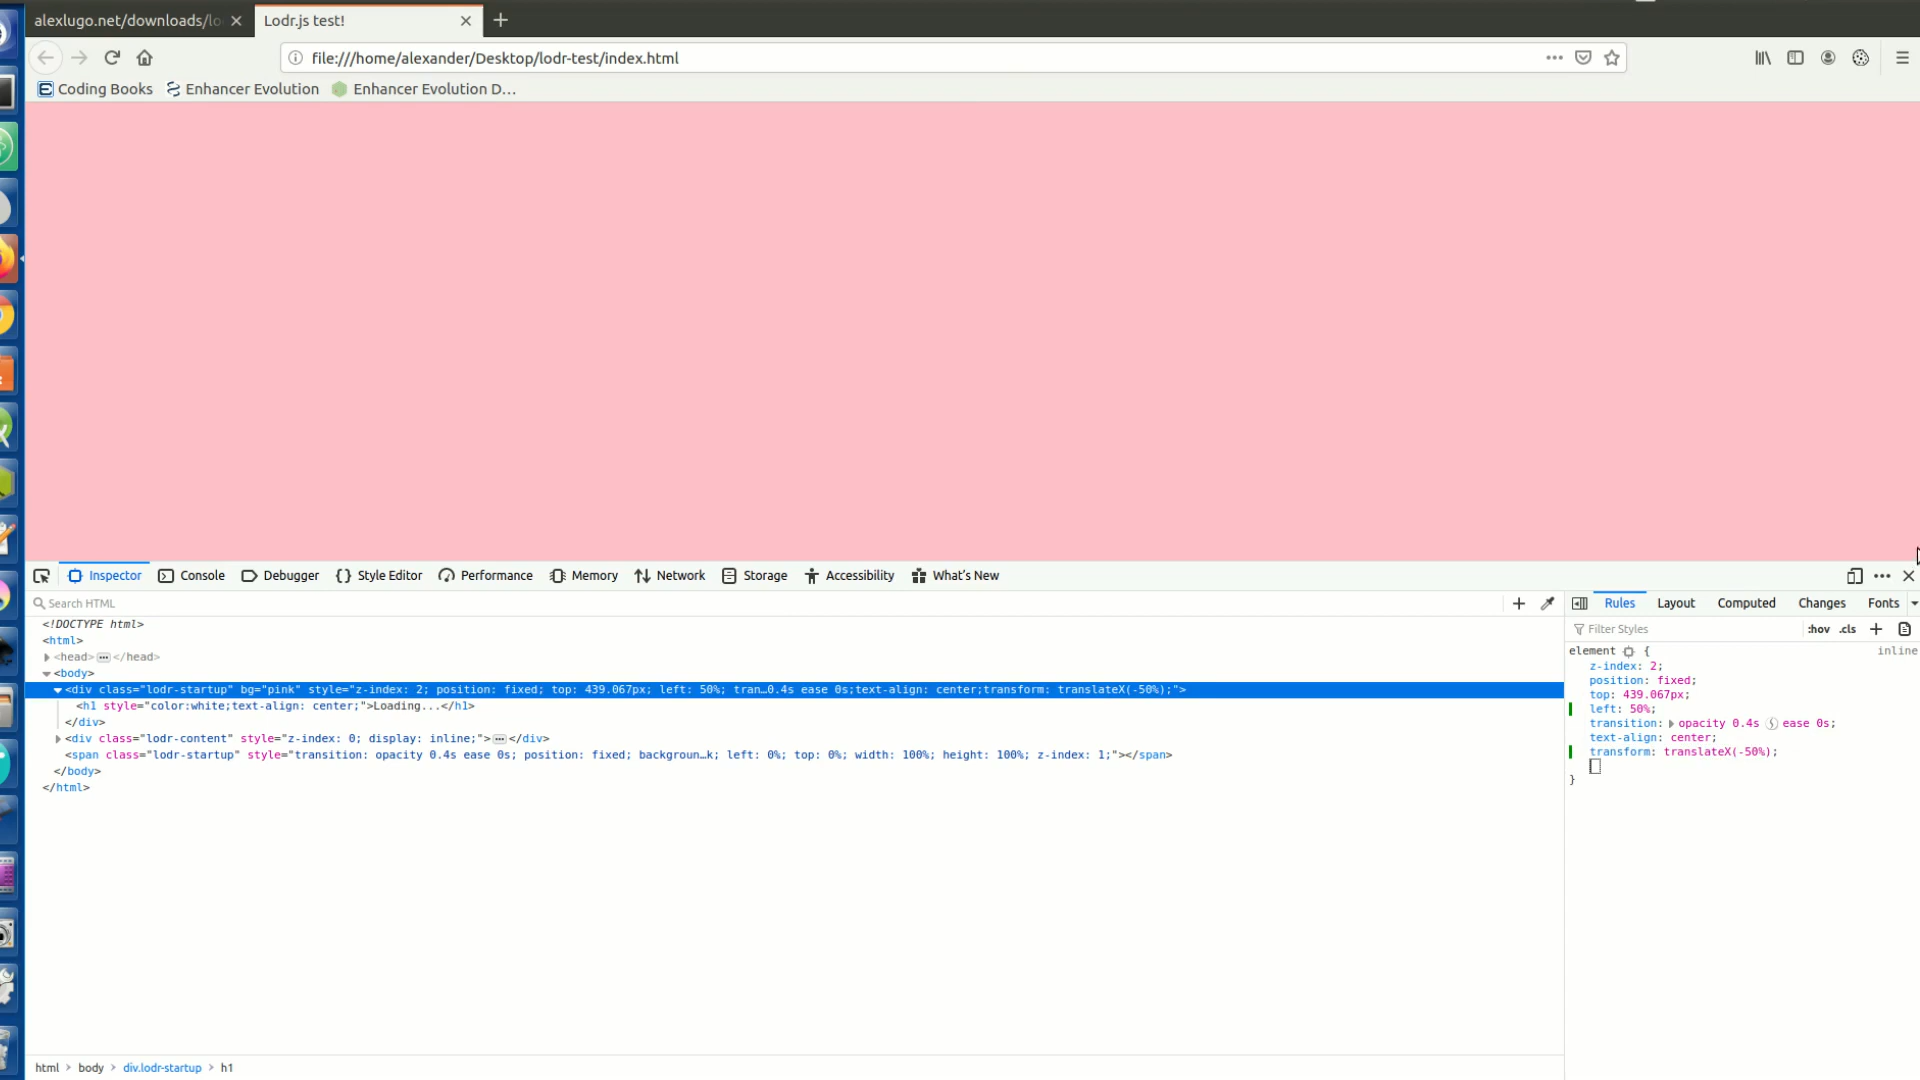 alexlugo.net/downloads/lo
Lodr.js test!
file:///home/alexander/Desktop/lodr-test/index.html
Coding Books
Enhancer Evolution
Enhancer Evolution D…
Inspector
Console
Debugger
Style Editor
Performance
Memory
Network
Storage
Accessibility
What's New
Search HTML
Rules
Layout
Computed
Changes
Fonts
Filter Styles
:hov .cls
<!DOCTYPE html>
<html>
<head> ••• </head>
<body>
<div class="lodr-startup" bg="pink" style="z-index: 2; position: fixed; top: 439.067px; left: 50%; tran…0.4s ease 0s;text-align: center;transform: translateX(-50%);">
<h1 style="color:white;text-align: center;">Loading...</h1>
</div>
<div class="lodr-content" style="z-index: 0; display: inline;"> ••• </div>
<span class="lodr-startup" style="transition: opacity 0.4s ease 0s; position: fixed; backgroun…k; left: 0%; top: 0%; width: 100%; height: 100%; z-index: 1;"></span>
</body>
</html>
element {
inline
z-index: 2;
position: fixed;
top: 439.067px;
left: 50%;
transition: opacity 0.4s ease 0s;
text-align: center;
transform: translateX(-50%);
}
html > body > div.lodr-startup > h1